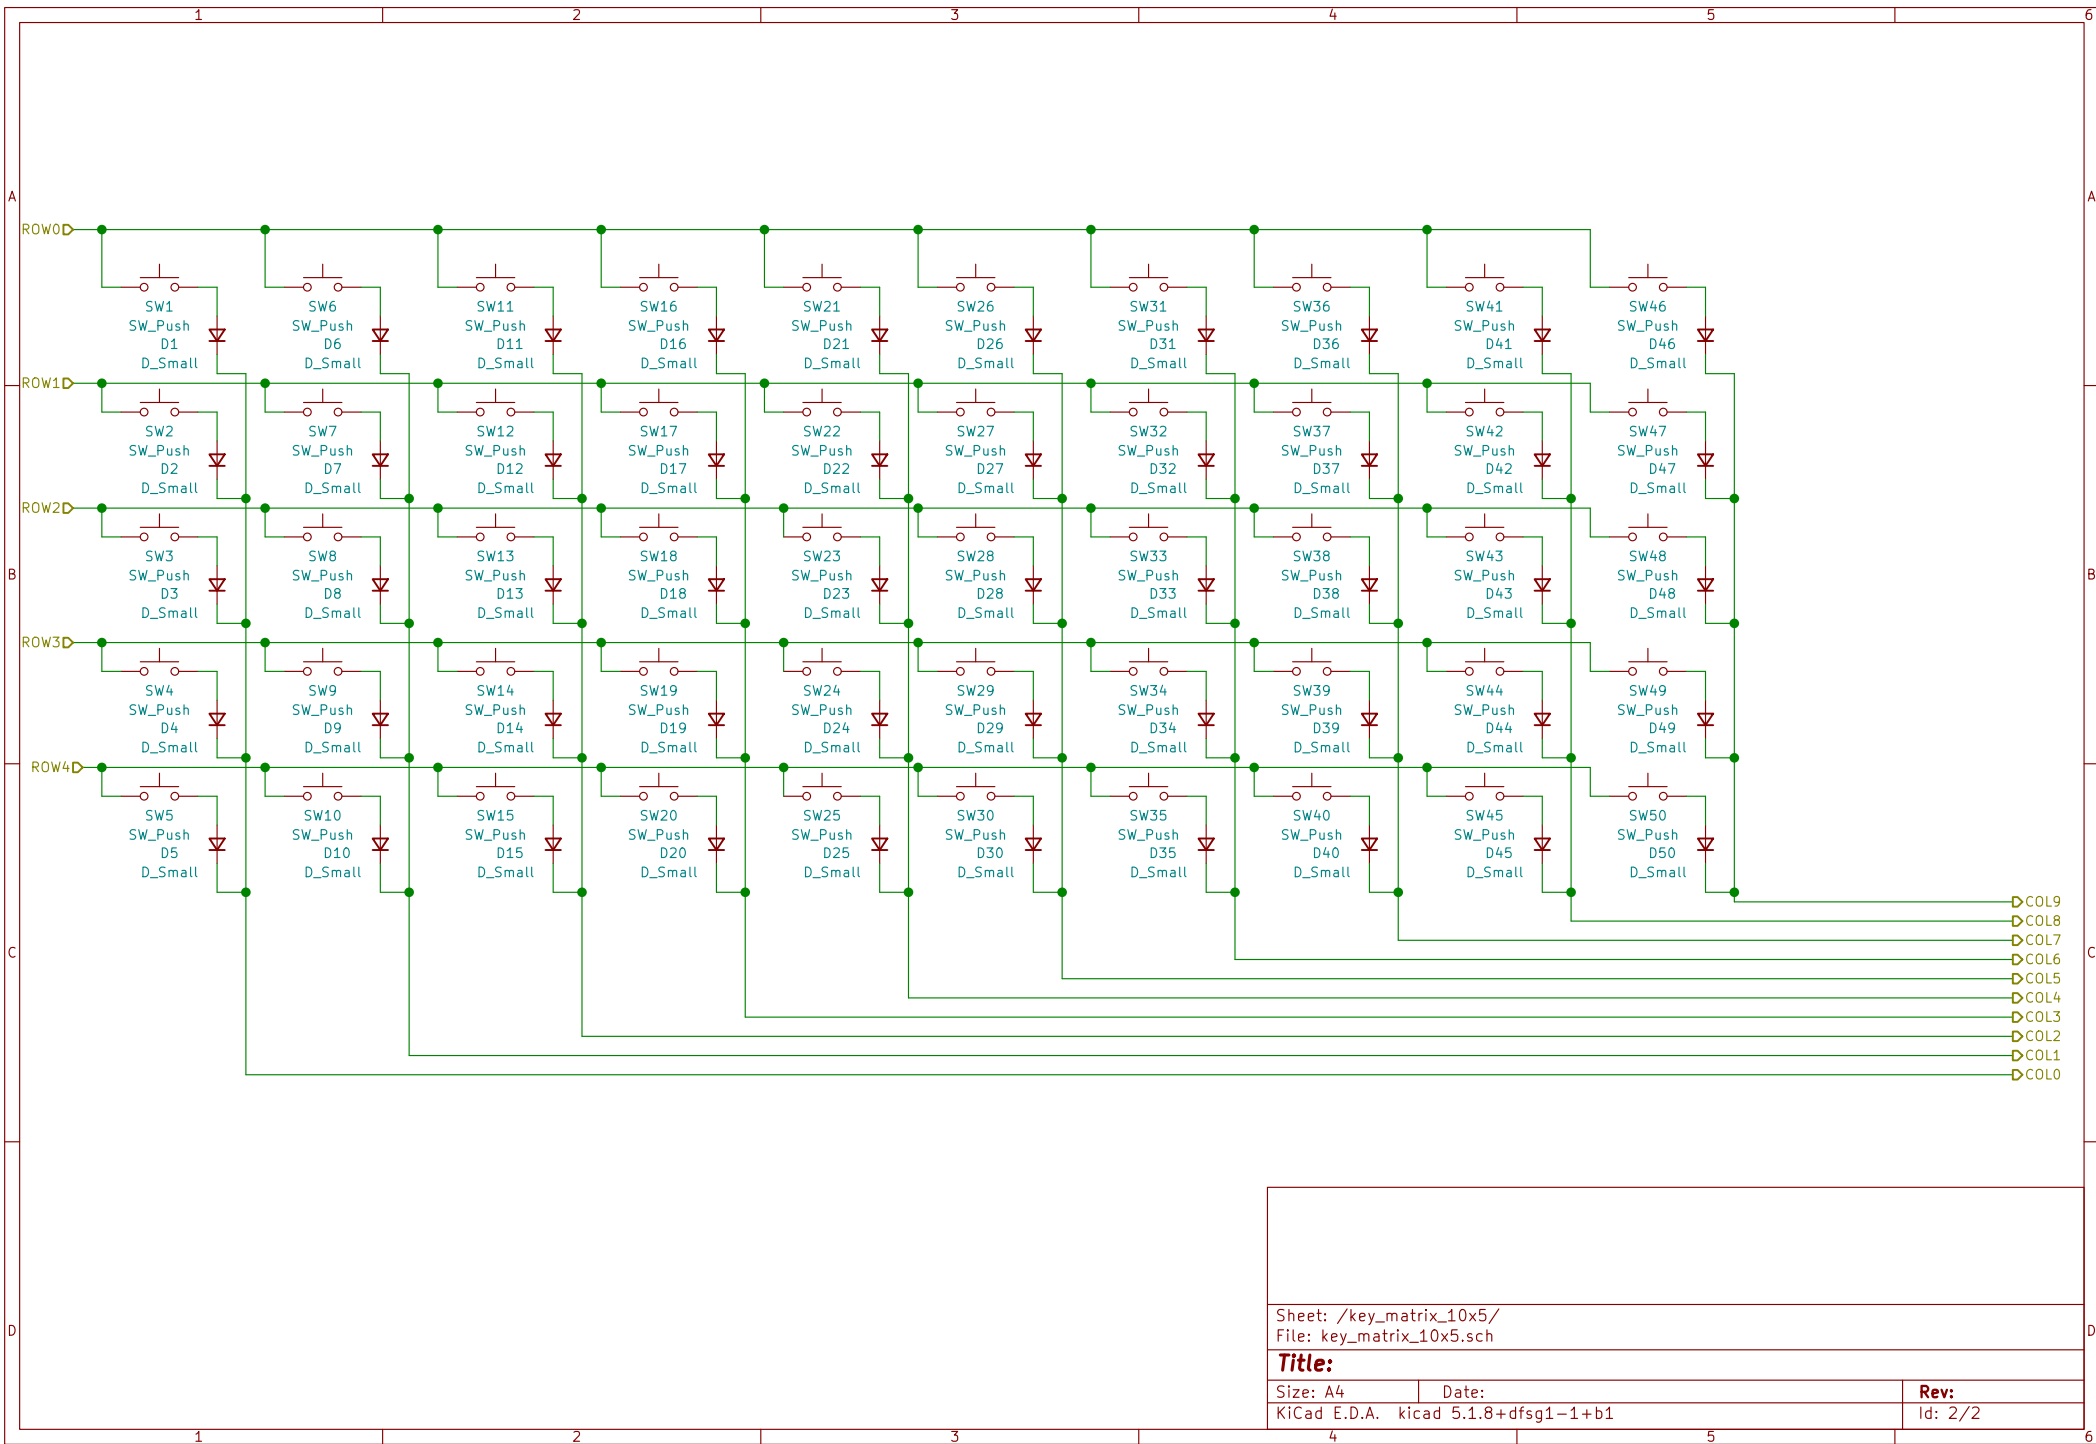 1 2 3 4 5 6
A A
ROW0
SW1 SW6 SW11 SW16 SW21 SW26 SW31 SW36 SW41 SW46
SW_Push SW_Push SW_Push SW_Push SW_Push SW_Push SW_Push SW_Push SW_Push SW_Push
D1 D6 D11 D16 D21 D26 D31 D36 D41 D46
D_Small D_Small D_Small D_Small D_Small D_Small D_Small D_Small D_Small D_Small
ROW1
SW2 SW7 SW12 SW17 SW22 SW27 SW32 SW37 SW42 SW47
SW_Push SW_Push SW_Push SW_Push SW_Push SW_Push SW_Push SW_Push SW_Push SW_Push
D2 D7 D12 D17 D22 D27 D32 D37 D42 D47
D_Small D_Small D_Small D_Small D_Small D_Small D_Small D_Small D_Small D_Small
ROW2
SW3 SW8 SW13 SW18 SW23 SW28 SW33 SW38 SW43 SW48
B SW_Push SW_Push SW_Push SW_Push SW_Push SW_Push SW_Push SW_Push SW_Push SW_Push B
D3 D8 D13 D18 D23 D28 D33 D38 D43 D48
D_Small D_Small D_Small D_Small D_Small D_Small D_Small D_Small D_Small D_Small
ROW3
SW4 SW9 SW14 SW19 SW24 SW29 SW34 SW39 SW44 SW49
SW_Push SW_Push SW_Push SW_Push SW_Push SW_Push SW_Push SW_Push SW_Push SW_Push
D4 D9 D14 D19 D24 D29 D34 D39 D44 D49
D_Small D_Small D_Small D_Small D_Small D_Small D_Small D_Small D_Small D_Small
ROW4
SW5 SW10 SW15 SW20 SW25 SW30 SW35 SW40 SW45 SW50
SW_Push SW_Push SW_Push SW_Push SW_Push SW_Push SW_Push SW_Push SW_Push SW_Push
D5 D10 D15 D20 D25 D30 D35 D40 D45 D50
D_Small D_Small D_Small D_Small D_Small D_Small D_Small D_Small D_Small D_Small
COL9
COL8
COL7
C C
COL6
COL5
COL4
COL3
COL2
COL1
COL0
Sheet: /key_matrix_10x5/
D D
File: key_matrix_10x5.sch
Title:
Size: A4 Date: Rev:
KiCad E.D.A. kicad 5.1.8+dfsg1-1+b1 Id: 2/2
1 2 3 4 5 6